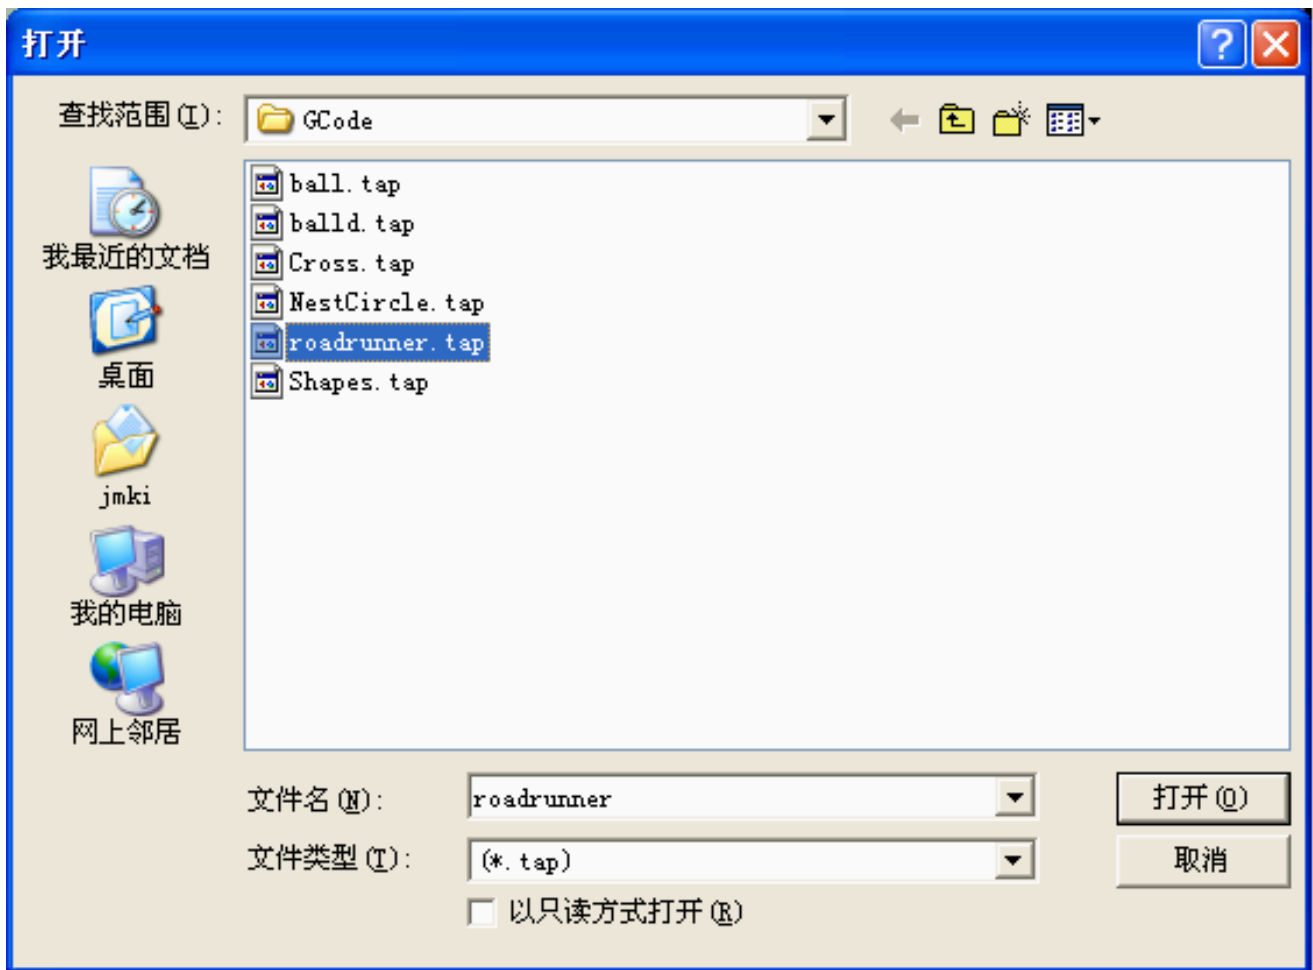 打开
查找范围(I): GCode
ball.tap
balld.tap
Cross.tap
NestCircle.tap
roadrunner.tap
Shapes.tap
我最近的文档
桌面
jmki
我的电脑
网上邻居
文件名(N): roadrunner 打开(O)
文件类型(T): (*.tap) 取消
以只读方式打开(R)